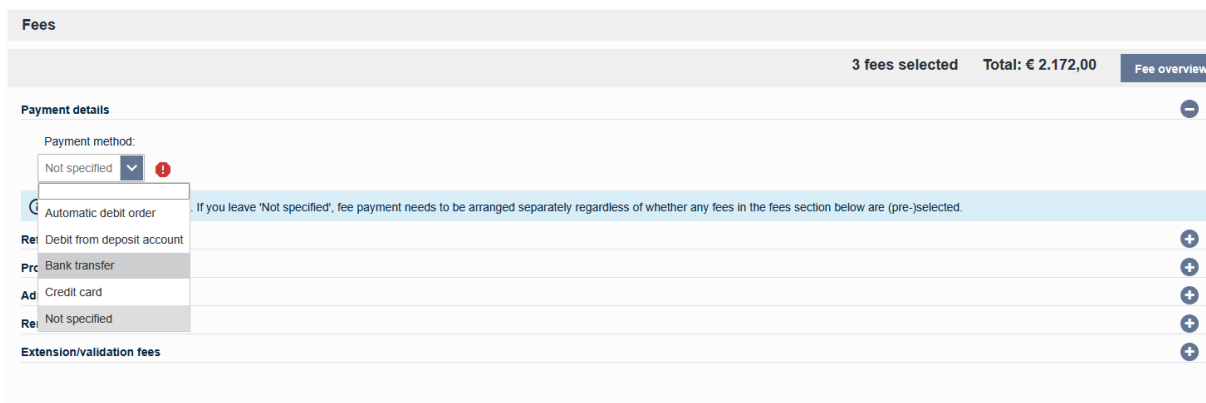 Fees
3 fees selected Total: € 2.172,00 Fee overview
Payment details
Payment method:
Not specified
. If you leave 'Not specified', fee payment needs to be arranged separately regardless of whether any fees in the fees section below are (pre-)selected.
Automatic debit order
Debit from deposit account
Bank transfer
Credit card
Not specified
Extension/validation fees